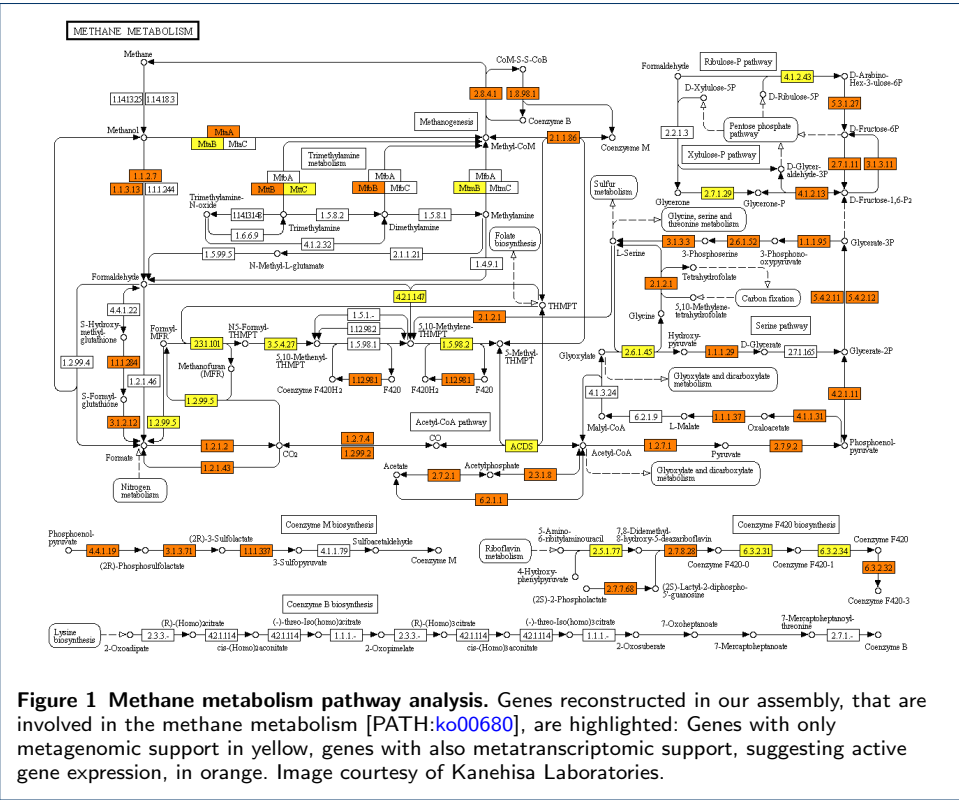 METHANE METABOLISM
Methane
CoM-S-S-CoB
Formaldehyde
Ribulose-P pathway
4.1.2.43
D-Arabino-
Hex-3-ulose-6P
D-Xylulose-5P
D-Ribulose-5P
1.14.13.25
1.14.18.3
2.8.4.1
1.8.98.1
5.3.1.27
Coenzyme B
Methanogenesis
Pentose phosphate
pathway
D-Fructose-6P
Methanol
MtaA
MtaB
MtaC
2.1.1.86
Methyl-CoM
Coenzyeme M
2.2.1.3
Xylulose-P pathway
D-Glycer-
aldehyde-3P
2.7.1.11
3.1.3.11
Trimethylamine
metabolism
MtbA
MttB
MttC
MtbA
MtbB
MtbC
MtbA
MtmB
MtmC
1.1.2.7
1.1.3.13
1.1.1.244
Sulfur
metabolism
2.7.1.29
4.1.2.13
Glycerone
Glycerone-P
D-Fructose-1,6-P2
Trimethylamine-
N-oxide
1.14.13.148
Trimethylamine
1.5.8.2
Dimethylamine
1.5.8.1
Methylamine
1.6.6.9
4.1.2.32
Glycine, serine and
threonine metabolism
Folate
biosynthesis
3.1.3.3
2.6.1.52
1.1.1.95
Glycerate-3P
L-Serine
3-Phosphoserine
3-Phosphono-
oxypyruvate
1.5.99.5
N-Methyl-L-glutamate
2.1.1.21
1.4.9.1
Formaldehyde
Tetrahydrofolate
2.1.2.1
Carbon fixation
5,10-Methylene-
tetrahydrofolate
5.4.2.11
5.4.2.12
4.2.1.147
THMPT
4.4.1.22
1.5.1.-
2.1.2.1
Glycine
Serine pathway
S-Hydroxy-
methyl-
glutathione
Formyl-
MFR
N5-Formyl-
THMPT
1.12.98.2
5,10-Methylene-
THMPT
Hydroxy-
pyruvate
D-Glycerate
2.3.1.101
3.5.4.27
1.5.98.1
1.5.98.2
5-Methyl-
THMPT
Glyoxylate
2.6.1.45
1.1.1.29
2.7.1.165
Glycerate-2P
5,10-Methenyl-
THMPT
1.2.99.4
1.1.1.284
Methanofuran
(MFR)
1.12.98.1
1.12.98.1
Coenzyme F420H2
F420
F420H2
F420
Glyoxylate and dicarboxylate
metabolism
1.2.1.46
4.1.3.24
4.2.1.11
S-Formyl-
glutathione
1.2.99.5
1.2.99.5
3.1.2.12
Acetyl-CoA pathway
Malyl-CoA
6.2.1.9
L-Malate
1.1.1.37
Oxaloacetate
4.1.1.31
Formate
1.2.1.2
CO2
1.2.7.4
1.2.99.2
CO
ACDS
Acetyl-CoA
1.2.7.1
Pyruvate
2.7.9.2
Phosphoenol-
pyruvate
1.2.1.43
Acetate
2.7.2.1
Acetylphosphate
2.3.1.8
Glyoxylate and dicarboxylate
metabolism
Nitrogen
metabolism
6.2.1.1
Coenzyme M biosynthesis
Phosphoenol-
pyruvate
4.4.1.19
(2R)-Phosphosulfolactate
3.1.3.71
(2R)-3-Sulfolactate
1.1.1.337
3-Sulfopyruvate
4.1.1.79
Sulfoacetaldehyde
Coenzyme M
Coenzyme F420 biosynthesis
5-Amino-
6-ribitylaminouracil
7,8-Didemethyl-
8-hydroxy-5-deazariboflavin
Riboflavin
metabolism
2.5.1.77
2.7.8.28
6.3.2.31
6.3.2.34
Coenzyme F420
Coenzyme F420-0
Coenzyme F420-1
4-Hydroxy-
phenylpyruvate
2.7.7.68
6.3.2.32
(2S)-2-Phospholactate
(2S)-Lactyl-2-diphospho-
5'-guanosine
Coenzyme F420-3
Coenzyme B biosynthesis
Lysine
biosynthesis
2-Oxoadipate
2.3.3.-
(R)-(Homo)2citrate
4.2.1.114
cis-(Homo)2aconitate
4.2.1.114
(-)-threo-Iso(homo)2citrate
1.1.1.-
2-Oxopimelate
2.3.3.-
(R)-(Homo)3citrate
4.2.1.114
cis-(Homo)3aconitate
4.2.1.114
(-)-threo-Iso(homo)3citrate
1.1.1.-
2-Oxosuberate
7-Oxoheptanoate
7-Mercaptoheptanoate
7-Mercaptoheptanoyl-
threonine
2.7.1.-
Coenzyme B
Figure 1 Methane metabolism pathway analysis. Genes reconstructed in our assembly, that are
involved in the methane metabolism [PATH:ko00680], are highlighted: Genes with only
metagenomic support in yellow, genes with also metatranscriptomic support, suggesting active
gene expression, in orange. Image courtesy of Kanehisa Laboratories.